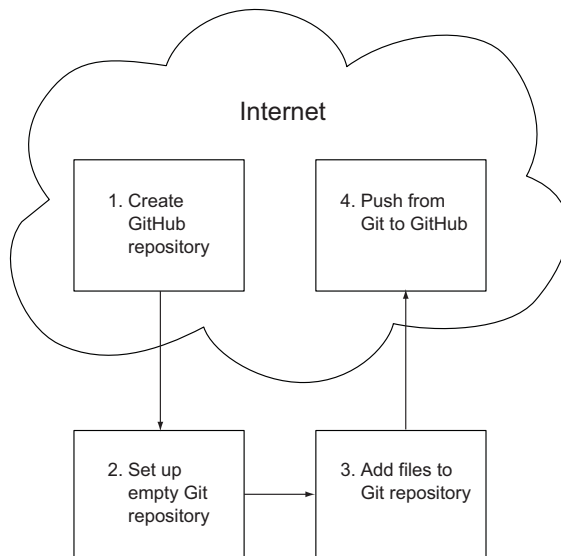 Internet
1. Create
GitHub
repository
4. Push from
Git to GitHub
2. Set up
empty Git
repository
3. Add files to
Git repository